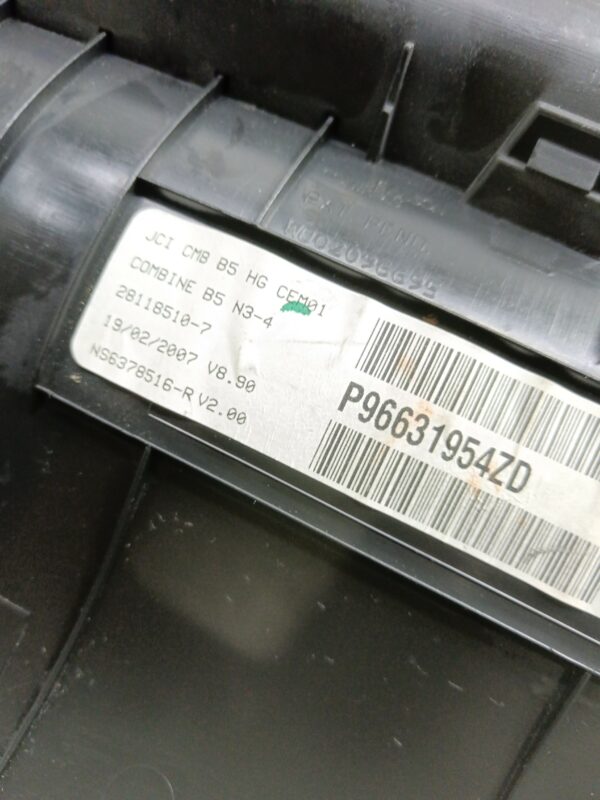 JCI CMB B5 HG CEM01
COMBINE B5 N3-4
28118510-7
19/02/2007 V8.90
NS6378516-R V2.00
P96631954ZD